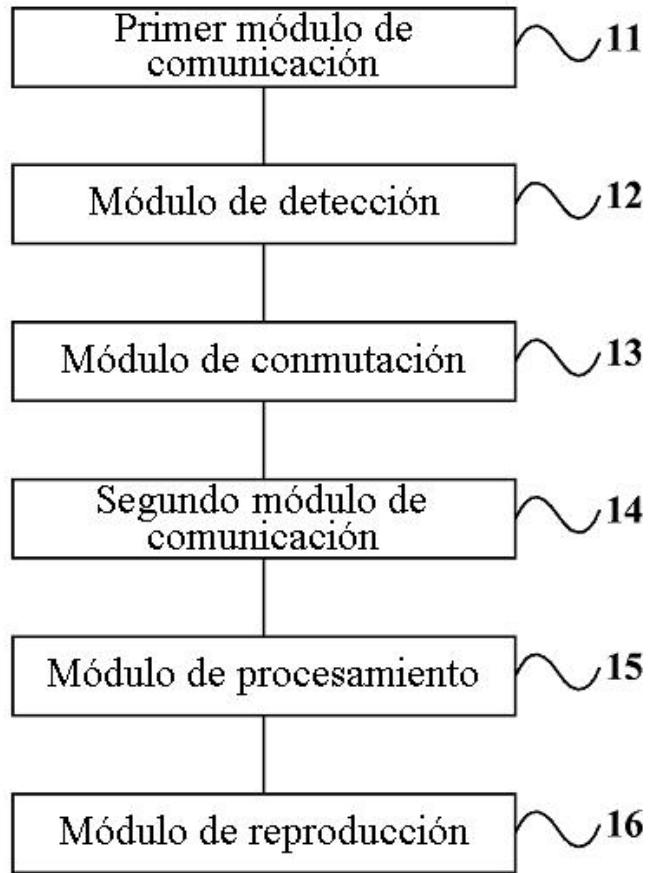 Primer módulo de
comunicación
11
Módulo de detección
12
Módulo de conmutación
13
Segundo módulo de
comunicación
14
Módulo de procesamiento
15
Módulo de reproducción
16